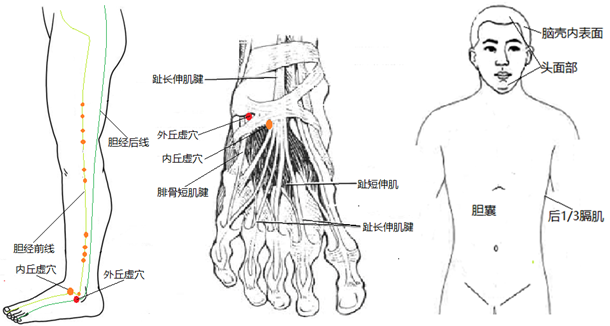 胆经后线
胆经前线
内丘虚穴
外丘虚穴
趾长伸肌腱
外丘虚穴
内丘虚穴
腓骨短肌腱
趾短伸肌
趾长伸肌腱
脑壳内表面
头面部
胆囊
后1/3膈肌